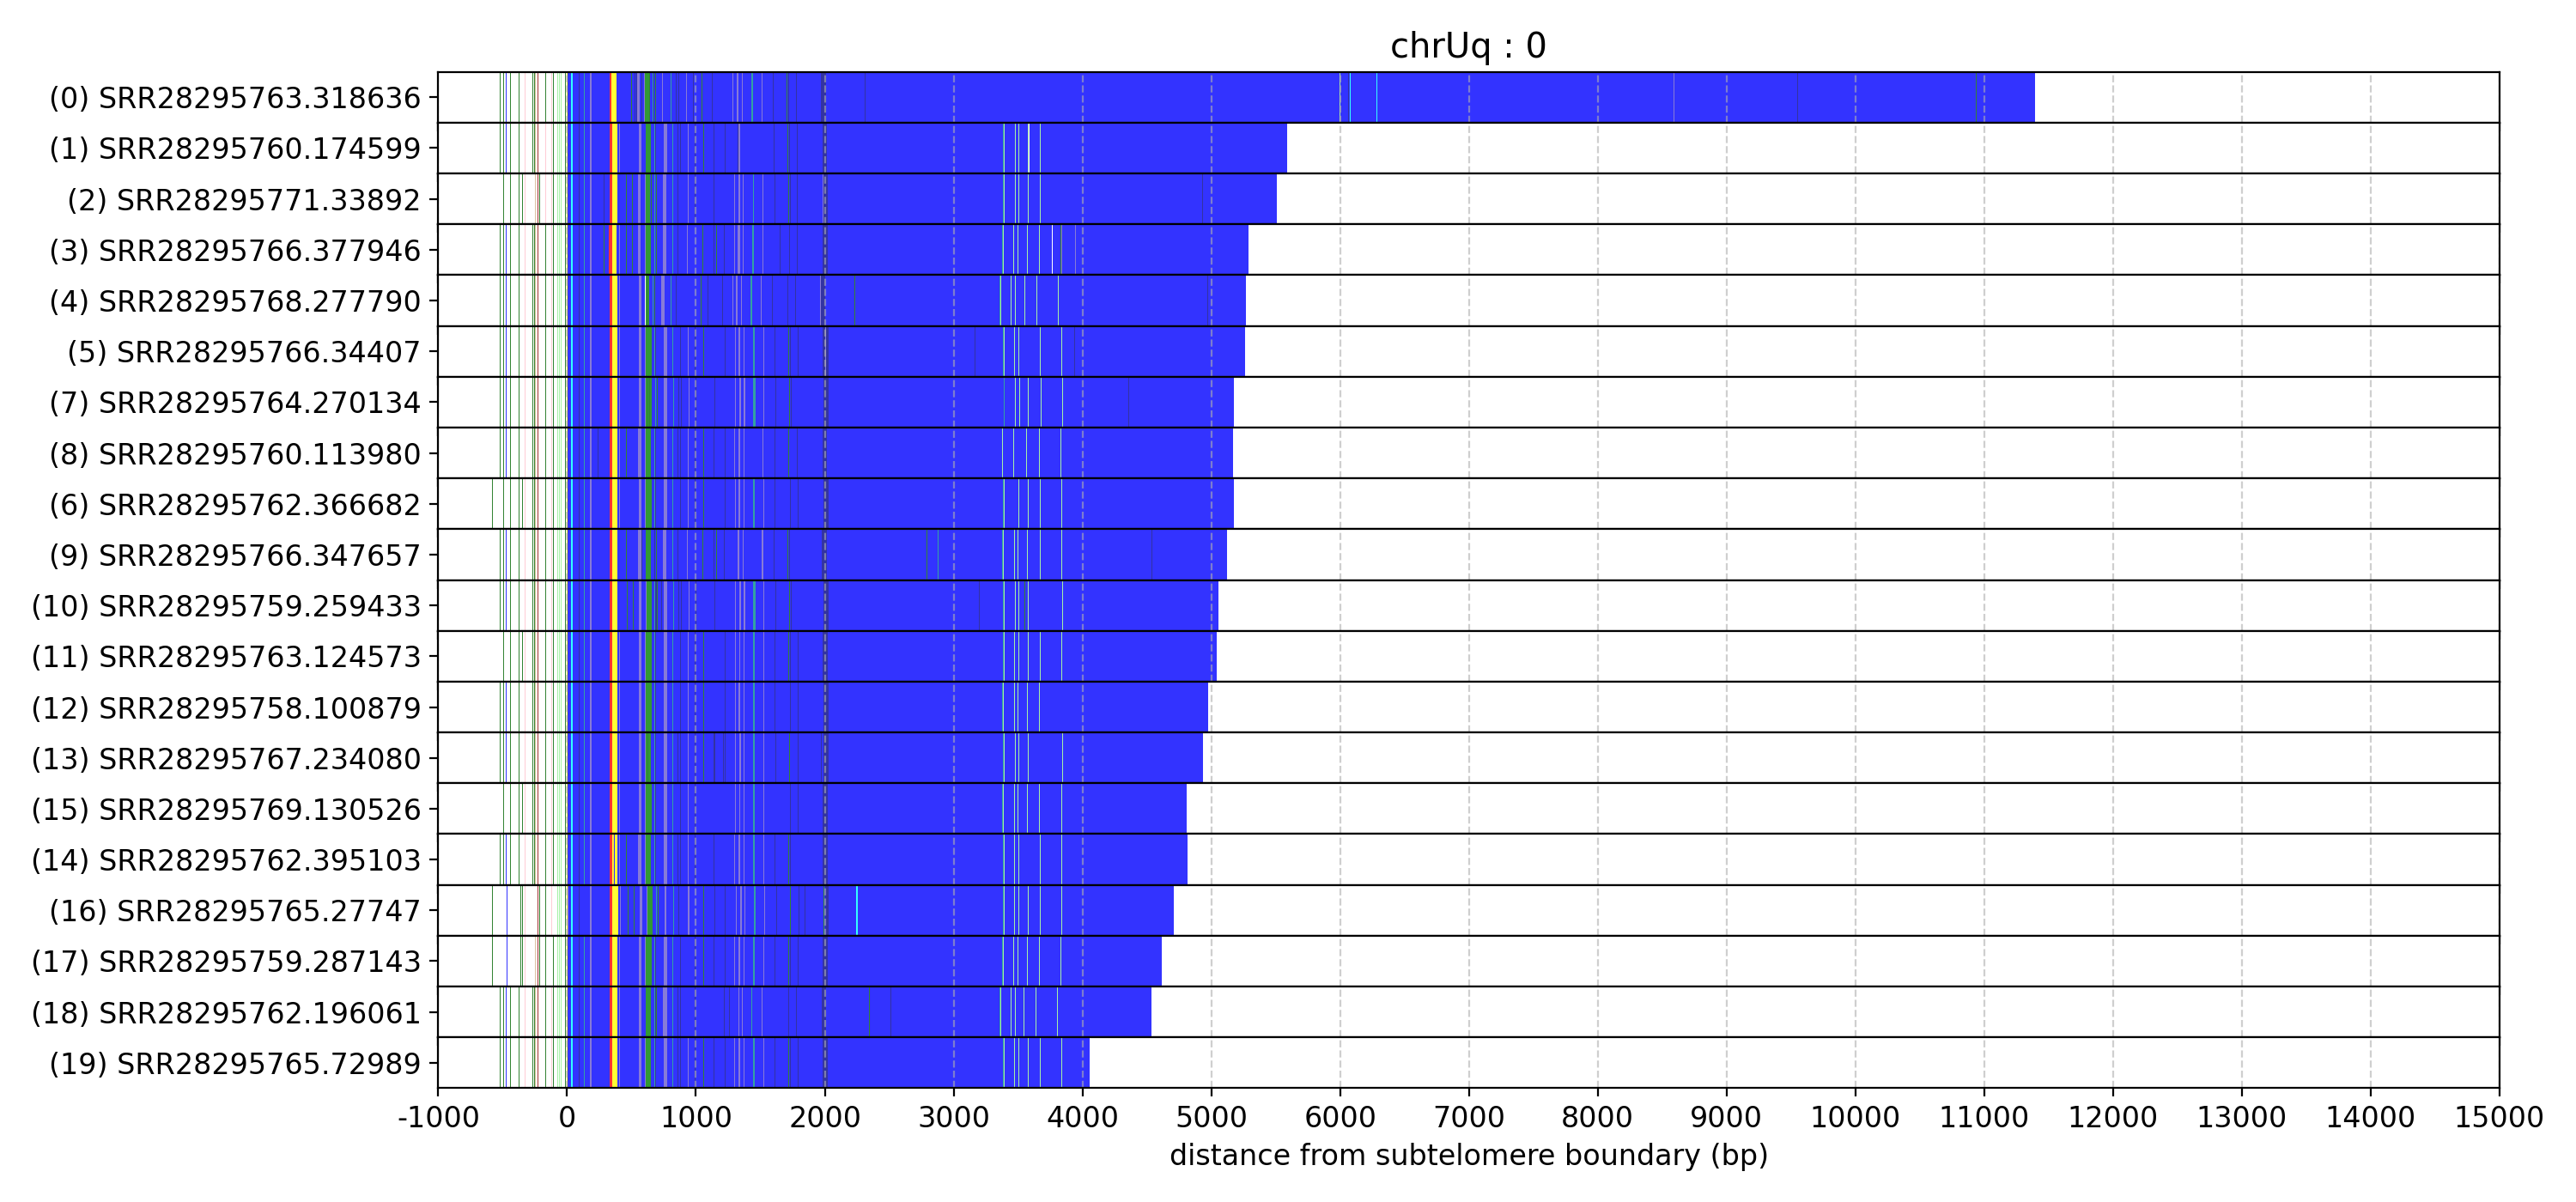 chrUq : 0
(0) SRR28295763.318636
(1) SRR28295760.174599
(2) SRR28295771.33892
(3) SRR28295766.377946
(4) SRR28295768.277790
(5) SRR28295766.34407
(7) SRR28295764.270134
(8) SRR28295760.113980
(6) SRR28295762.366682
(9) SRR28295766.347657
(10) SRR28295759.259433
(11) SRR28295763.124573
(12) SRR28295758.100879
(13) SRR28295767.234080
(15) SRR28295769.130526
(14) SRR28295762.395103
(16) SRR28295765.27747
(17) SRR28295759.287143
(18) SRR28295762.196061
(19) SRR28295765.72989
-1000 0 1000 2000 3000 4000 5000 6000 7000 8000 9000 10000 11000 12000 13000 14000 15000
distance from subtelomere boundary (bp)